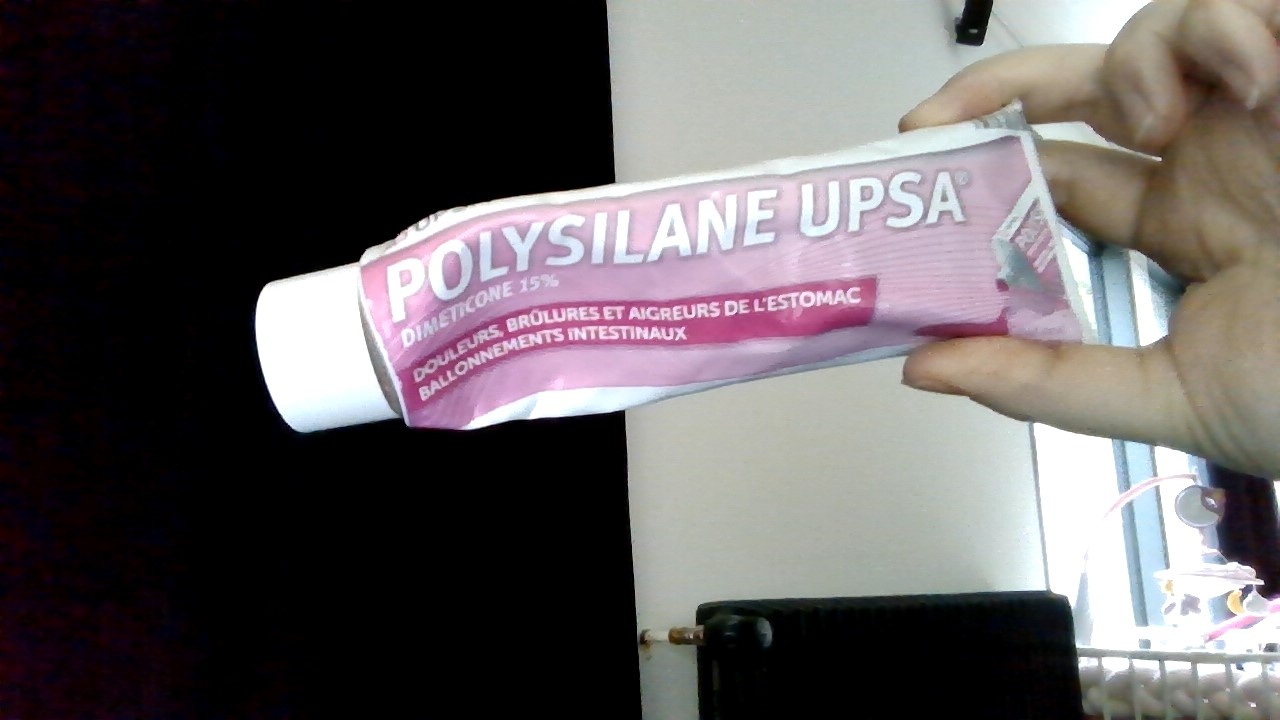 POLYSILANE UPSA®
DIMETICONE 15%
DOULEURS, BRÛLURES ET AIGREURS DE L'ESTOMAC
BALLONNEMENTS INTESTINAUX